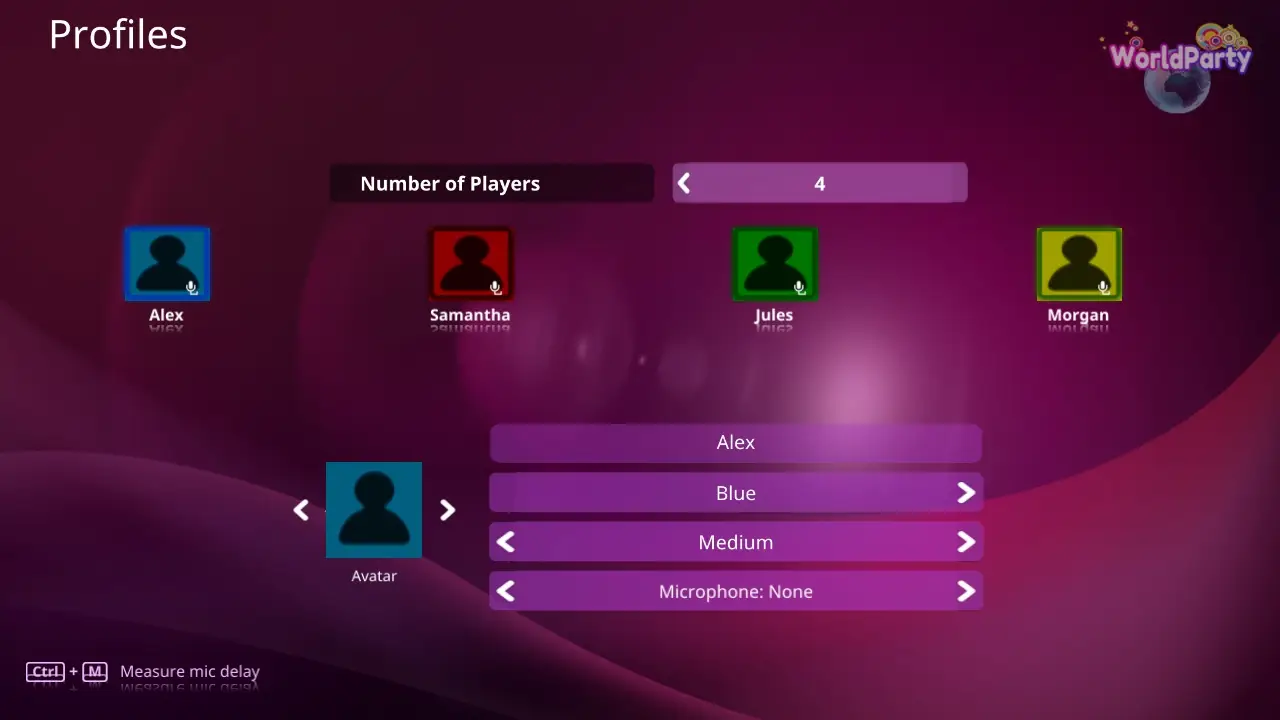 Profiles
WorldParty
Number of Players
4
Alex
Samantha
Jules
Morgan
Alex
Blue
Medium
Microphone: None
Avatar
Ctrl + M Measure mic delay